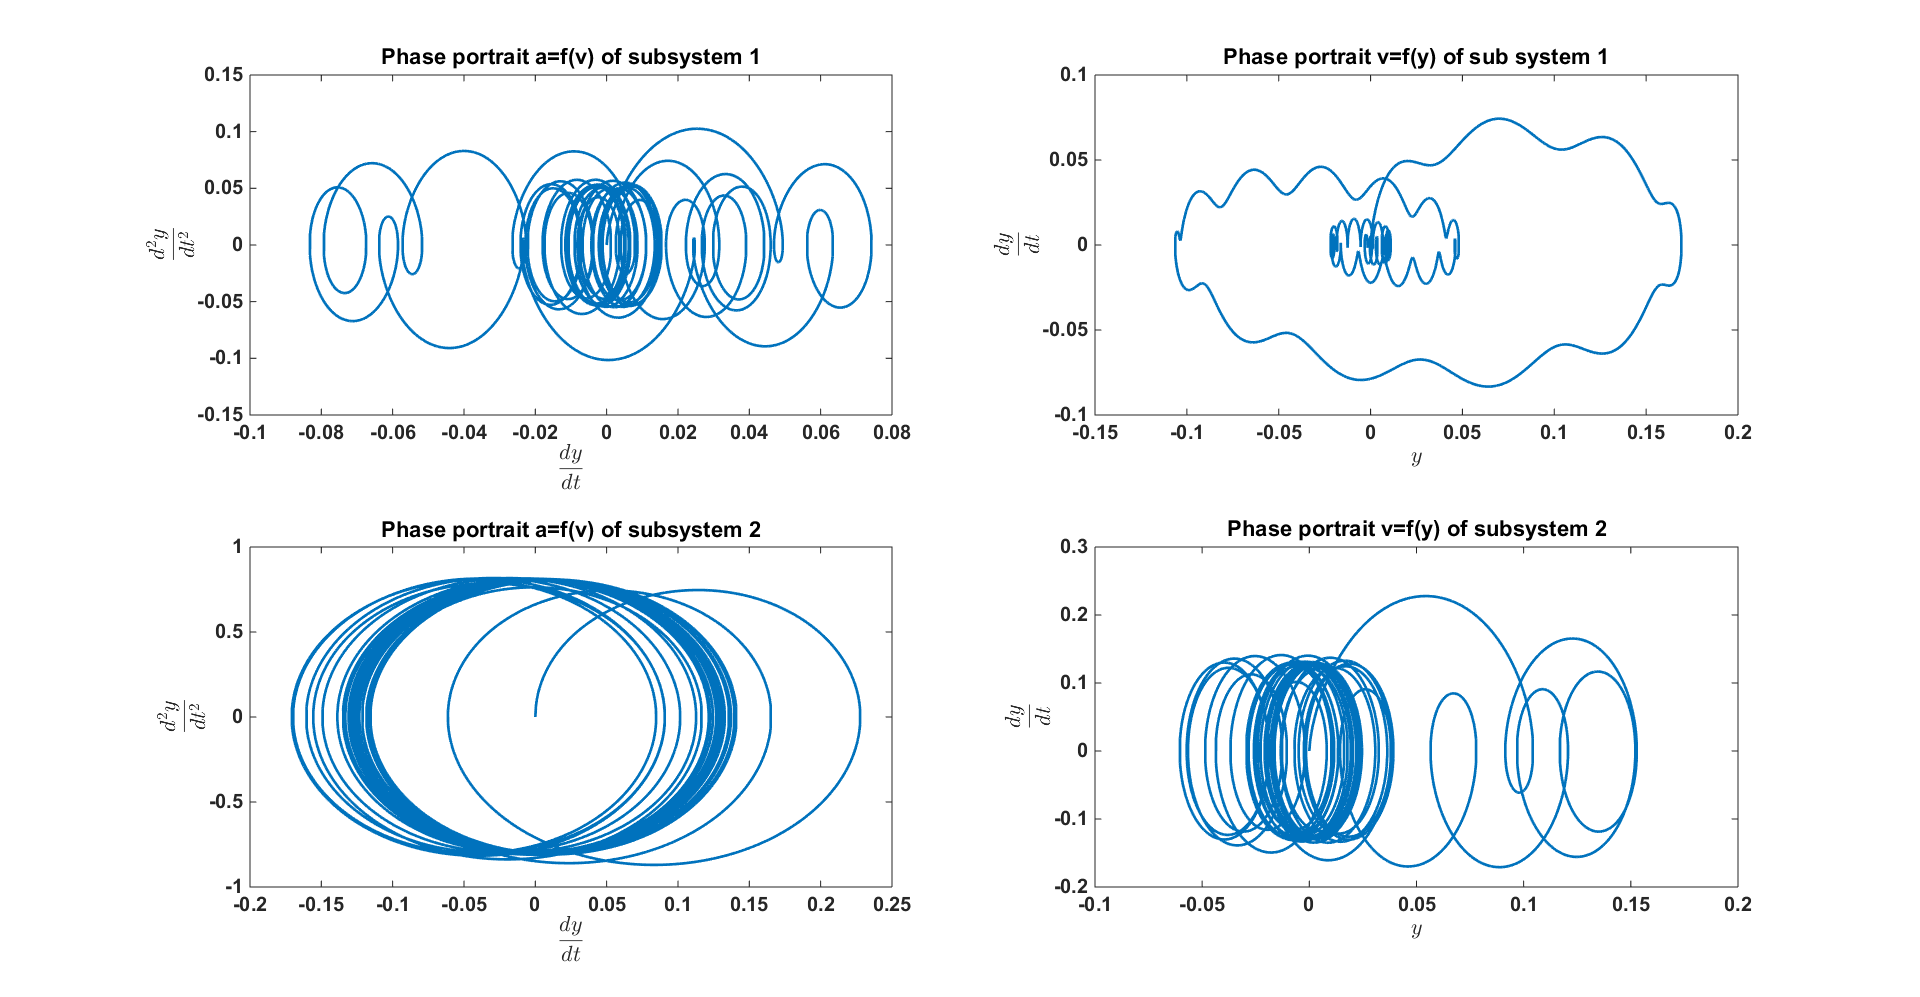 Phase portrait a=f(v) of subsystem 1
0.15
0.1
0.05
0
-0.05
-0.1
-0.15
-0.1 -0.08 -0.06 -0.04 -0.02 0 0.02 0.04 0.06 0.08
d²y/dt²
dy/dt
Phase portrait v=f(y) of sub system 1
0.1
0.05
0
-0.05
-0.1
-0.15 -0.1 -0.05 0 0.05 0.1 0.15 0.2
dy/dt
y
Phase portrait a=f(v) of subsystem 2
1
0.5
0
-0.5
-1
-0.2 -0.15 -0.1 -0.05 0 0.05 0.1 0.15 0.2 0.25
d²y/dt²
dy/dt
Phase portrait v=f(y) of subsystem 2
0.3
0.2
0.1
0
-0.1
-0.2
-0.1 -0.05 0 0.05 0.1 0.15 0.2
dy/dt
y